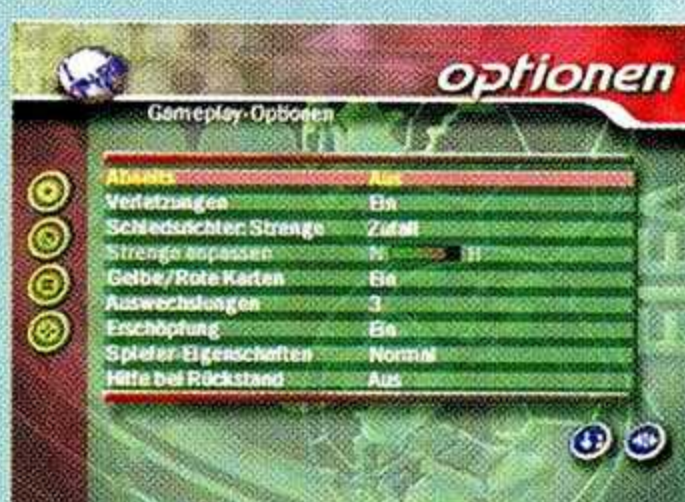 optionen
Gameplay-Optionen
Abseits Aus
Verletzungen Ein
Schiedsrichter: Strenge Zufall
Strenge anpassen N H
Gelbe/Rote Karten Ein
Auswechslungen 3
Erschöpfung Ein
Spieler-Eigenschaften Normal
Hilfe bei Rückstand Aus